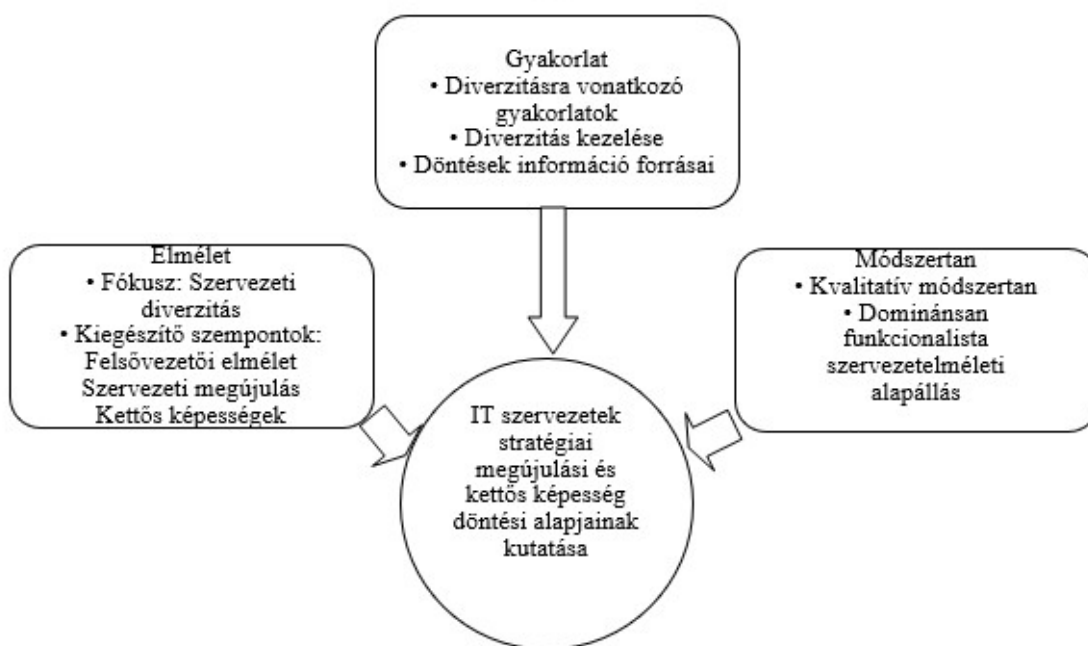 Gyakorlat
• Diverzitásra vonatkozó
gyakorlatok
• Diverzitás kezelése
• Döntések információ forrásai
Elmélet
• Fókusz: Szervezeti
diverzitás
• Kiegészítő szempontok:
Felsővezetői elmélet
Szervezeti megújulás
Kettős képességek
Módszertan
• Kvalitatív módszertan
• Dominánsan
funkcionalista
szervezetelméleti
alapállás
IT szervezetek
stratégiai
megújulási és
kettős képesség
döntési alapjainak
kutatása